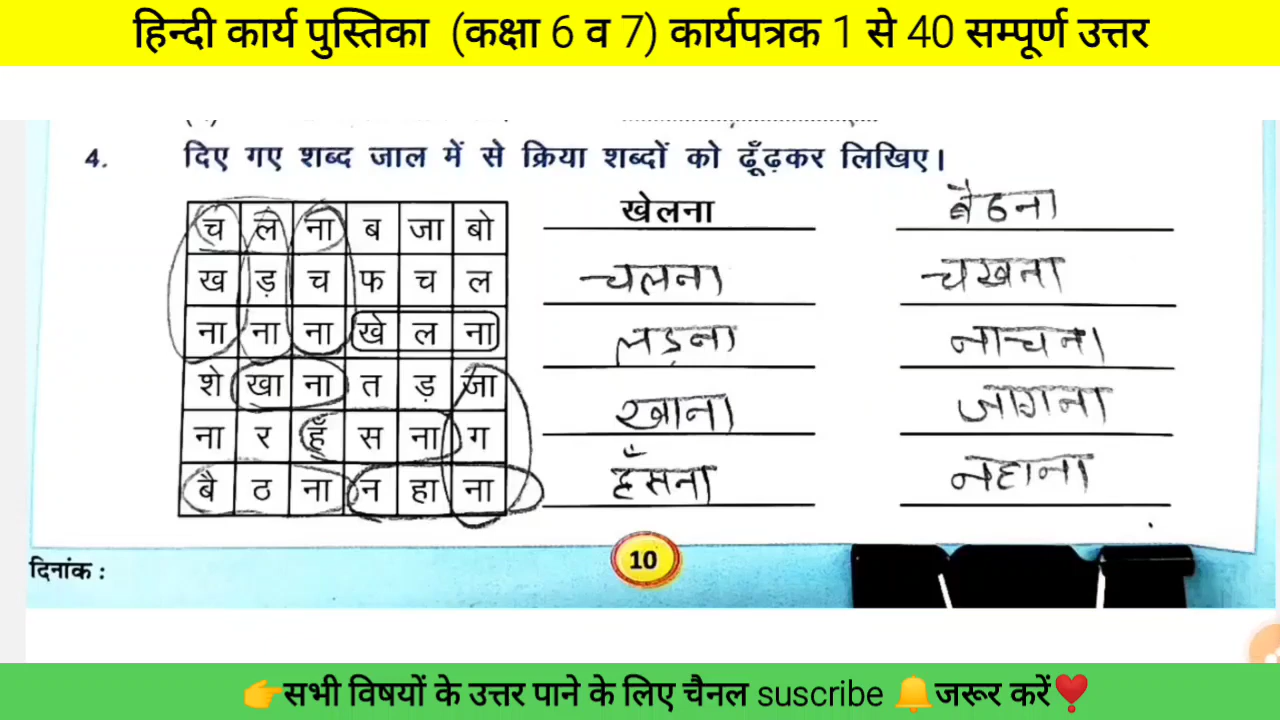 हिन्दी कार्य पुस्तिका (कक्षा 6 व 7) कार्यपत्रक 1 से 40 सम्पूर्ण उत्तर
4. दिए गए शब्द जाल में से क्रिया शब्दों को ढूँढ़कर लिखिए।
च ल ना ब जा बो
ख ड़ च फ च ल
ना ना ना खे ल ना
शे खा ना त ड़ जा
ना र हँ स ना ग
बै ठ ना न हा ना
खेलना बैठना
चलना चखना
लड़ना नाचना
खाना जागना
हँसना नहाना
10
दिनांक :
👉सभी विषयों के उत्तर पाने के लिए चैनल suscribe 🔔जरूर करें❣️